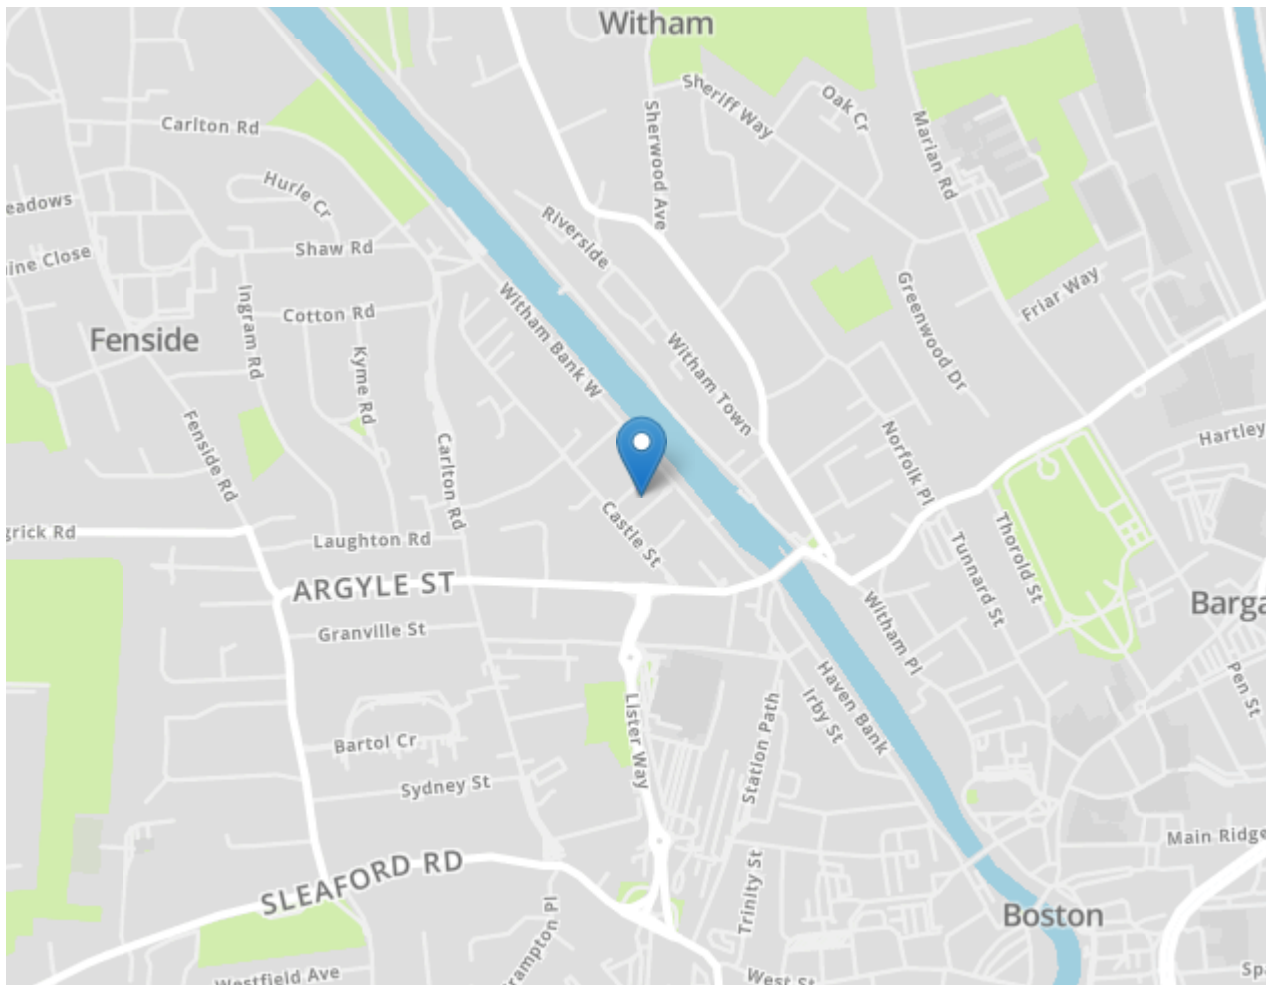 Witham
Sheriff Way
Oak Cr
Carlton Rd
Sherwood Ave
Marian Rd
Hurle Cr
eadows
Riverside
Shaw Rd
ine Close
Greenwood Dr
Friar Way
Ingram Rd
Cotton Rd
Witham Bank W
Fenside
Kyme Rd
Witham Town
Fenside Rd
Carlton Rd
Norfolk Pl
Hartley
grick Rd
Laughton Rd
Castle St
Thorold St
Tunnard St
ARGYLE ST
Witham Pl
Barga
Granville St
Haven Bank
Irby St
Pen St
Lister Way
Station Path
Bartol Cr
Sydney St
Main Ridge
SLEAFORD RD
Trinity St
rampton Pl
Boston
Westfield Ave
West St
Spa